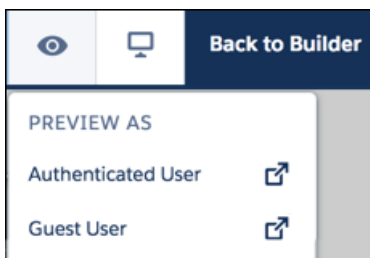 Back to Builder
PREVIEW AS
Authenticated User
Guest User